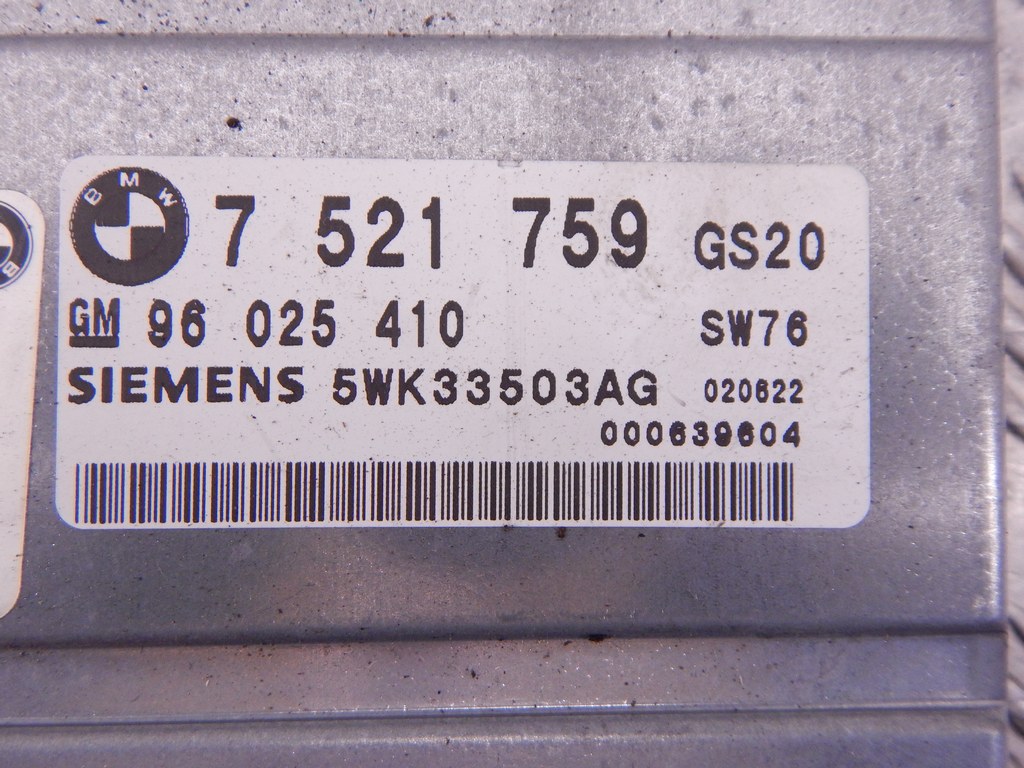 BMW 7 521 759 GS20
GM 96 025 410 SW76
SIEMENS 5WK33503AG 020622
000639604
B